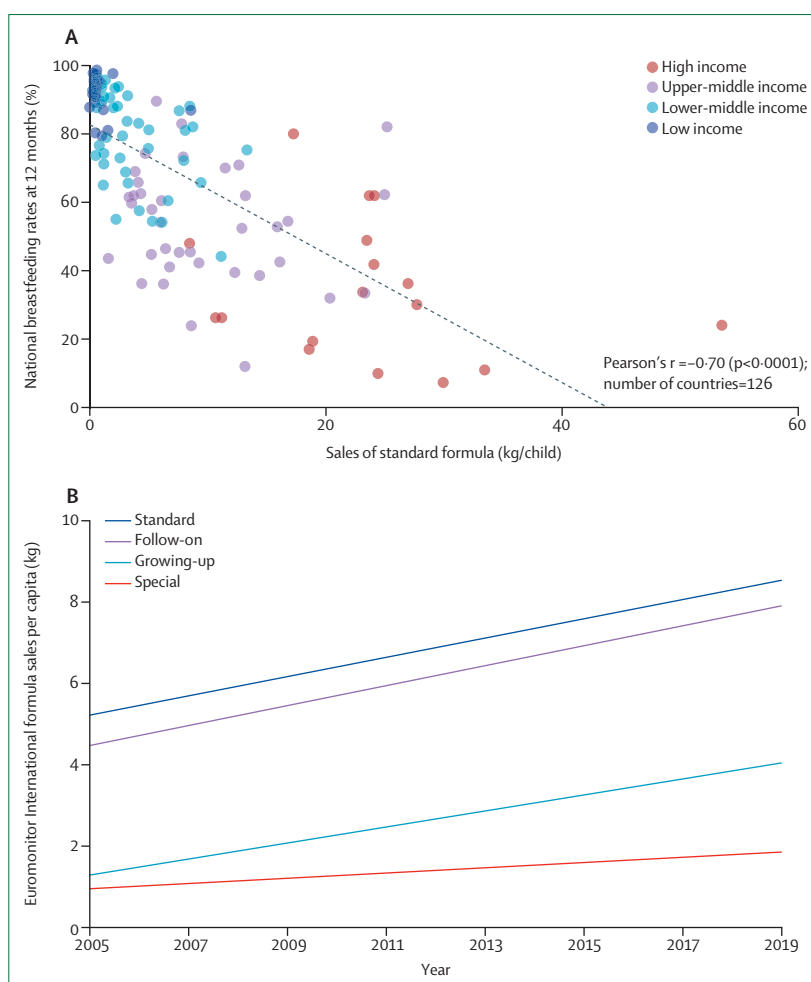 A
100
80
60
40
20
0
National breastfeeding rates at 12 months (%)
High income
Upper-middle income
Lower-middle income
Low income
Pearson's r =−0·70 (p<0·0001);
number of countries=126
0
20
40
60
Sales of standard formula (kg/child)
B
10
8
6
4
2
0
Euromonitor International formula sales per capita (kg)
Standard
Follow-on
Growing-up
Special
2005
2007
2009
2011
2013
2015
2017
2019
Year